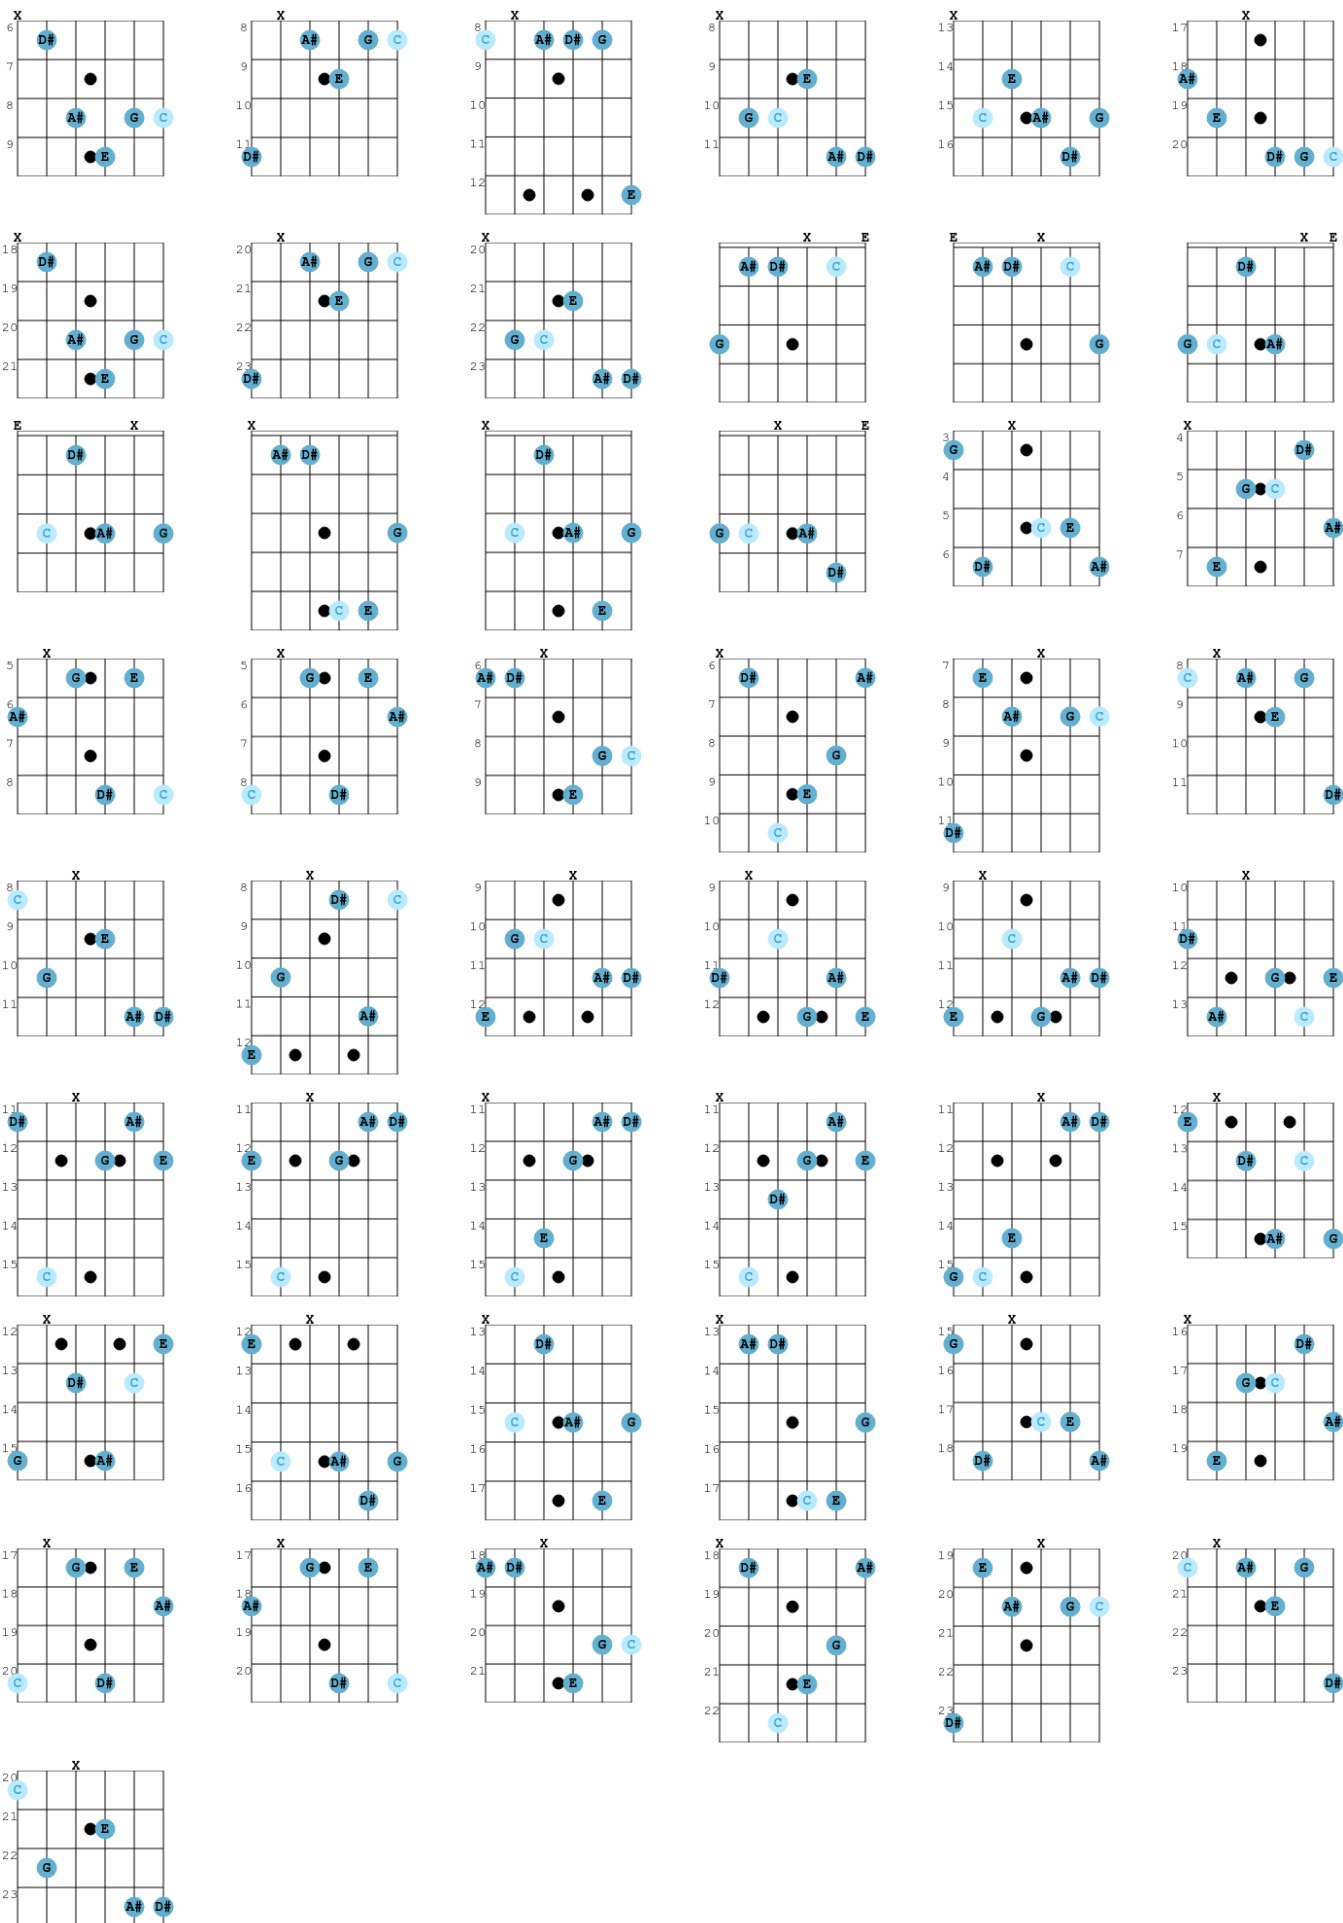 X X X X X X
6 D# 8 A# G C 8 C A# D# G 8 13 17
7 9 E 9 9 E 14 E 18 A#
8 A# G C 10 10 10 G C 15 C A# G 19 E
9 E 11 D# 11 11 A# D# 16 D# 20 D# G C
12 E
X X X X E E X X E
18 D# 20 A# G C 20 A# D# C A# D# C D#
19 21 E 21 E
20 A# G C 22 22 G C G G G C A#
21 E 23 D# 23 A# D#
E X X X X E X X
D# A# D# D# 3 G 4 D#
4 5 G C
C A# G G C A# G G C A# 5 C E 6 A#
D# 6 D# A# 7 E
C E E
X X X X X X
5 G E 5 G E 6 A# D# 6 D# A# 7 E 8 C A# G
6 A# 6 A# 7 7 8 A# G C 9 E
7 7 8 G C 8 G 9 10
8 D# C 8 C D# 9 E 9 E 10 11 D#
10 C 11 D#
X X X X X X
8 C 8 D# C 9 9 9 10
9 E 9 10 G C 10 C 10 C 11 D#
10 G 10 G 11 A# D# 11 D# A# 11 A# D# 12 G E
11 A# D# 11 A# 12 E 12 G E 12 E G 13 A# C
12 E
X X X X X X
11 D# A# 11 A# D# 11 A# D# 11 A# 11 A# D# 12 E
12 G E 12 E G 12 G 12 G E 12 13 D# C
13 13 13 13 D# 13 14
14 14 14 E 14 14 E 15 A# G
15 C 15 C 15 C 15 C 15 G C
X X X X X X
12 E 12 E 13 D# 13 A# D# 15 G 16 D#
13 D# C 13 14 14 16 17 G C
14 14 15 C A# G 15 G 17 C E 18 A#
15 G A# 15 C A# G 16 16 18 D# A# 19 E
16 D# 17 E 17 C E
X X X X X X
17 G E 17 G E 18 A# D# 18 D# A# 19 E 20 C A# G
18 A# 18 A# 19 19 20 A# G C 21 E
19 19 20 G C 20 G 21 22
20 C D# 20 D# C 21 E 21 E 22 23 D#
22 C 23 D#
X
20 C
21 E
22 G
23 A# D#